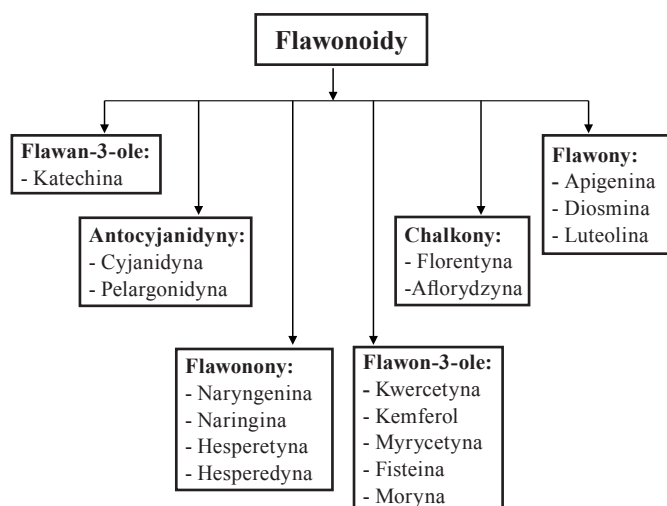 Flawonoidy
Flawan-3-ole:
- Katechina
Antocyjanidyny:
- Cyjanidyna
- Pelargonidyna
Flawonony:
- Naryngenina
- Naringina
- Hesperetyna
- Hesperedyna
Flawon-3-ole:
- Kwercetyna
- Kemferol
- Myrycetyna
- Fisteina
- Moryna
Chalkony:
- Florentyna
-Aflorydzyna
Flawony:
- Apigenina
- Diosmina
- Luteolina